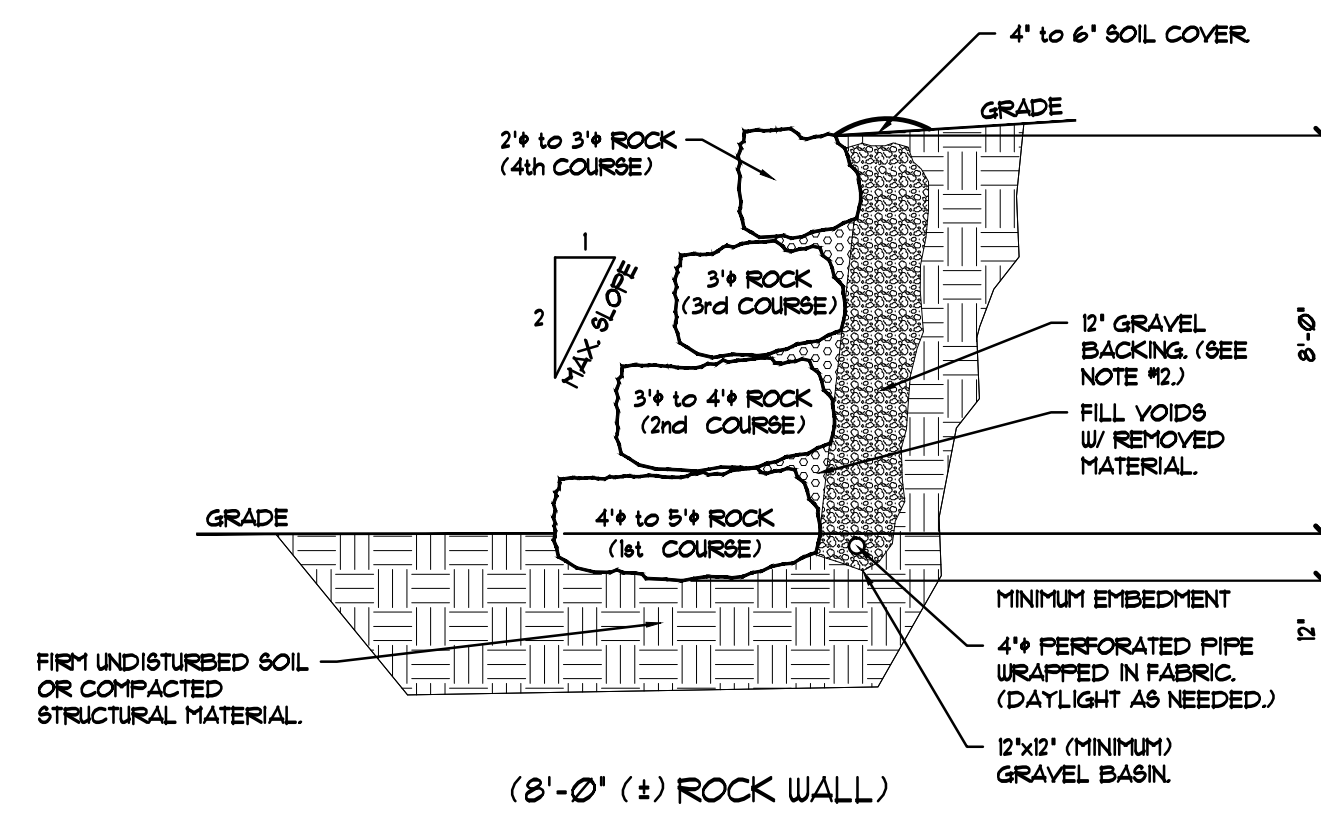 4" to 6" SOIL COVER
GRADE
2'ϕ to 3'ϕ ROCK
(4th COURSE)
1
2
MAX. SLOPE
3'ϕ ROCK
(3rd COURSE)
12" GRAVEL
BACKING. (SEE
NOTE #12.)
8'-0"
3'ϕ to 4'ϕ ROCK
(2nd COURSE)
FILL VOIDS
W/ REMOVED
MATERIAL.
GRADE
4'ϕ to 5'ϕ ROCK
(1st COURSE)
MINIMUM EMBEDMENT
12"
4"ϕ PERFORATED PIPE
WRAPPED IN FABRIC.
(DAYLIGHT AS NEEDED.)
FIRM UNDISTURBED SOIL
OR COMPACTED
STRUCTURAL MATERIAL.
12"x12" (MINIMUM)
GRAVEL BASIN.
(8'-0" (±) ROCK WALL)